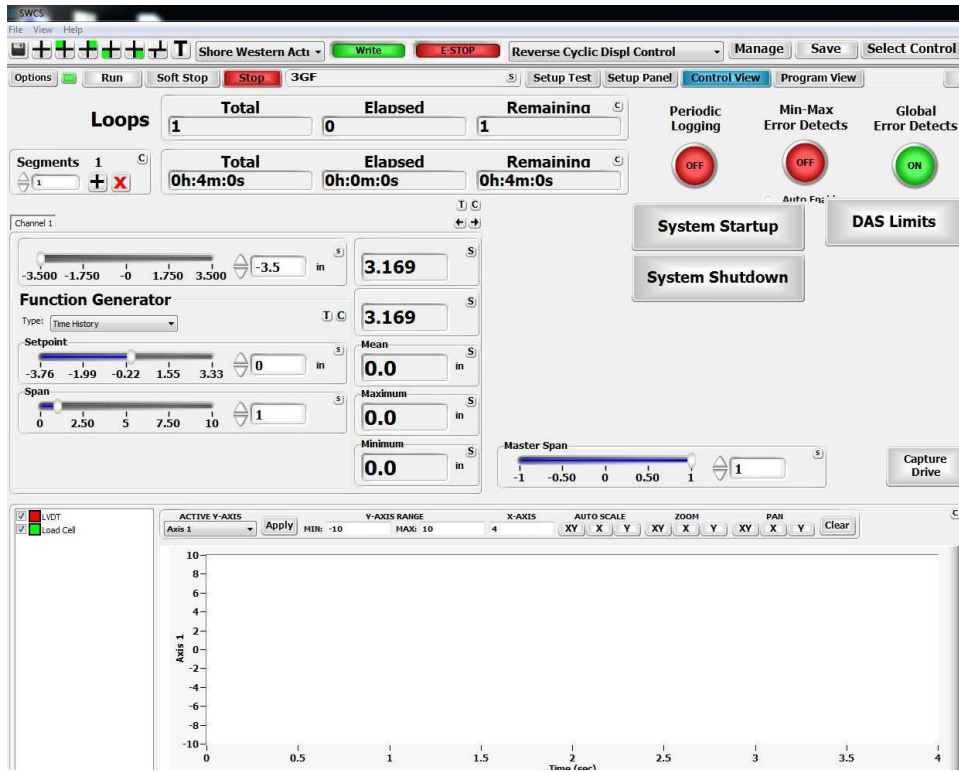 SWCS
File View Help
T Shore Western Acti Write E-STOP Reverse Cyclic Displ Control Manage Save Select Control
Options Run Soft Stop Stop 3GF S Setup Test Setup Panel Control View Program View
Loops Total Elapsed Remaining C
1 0 1
Periodic Logging
OFF
Min-Max Error Detects
OFF
Global Error Detects
ON
Segments 1 C
1 X
Total Elapsed Remaining C
0h:4m:0s 0h:0m:0s 0h:4m:0s
T C
Channel 1
System Startup DAS Limits
System Shutdown
-3.500 -1.750 -0 1.750 3.500 -3.5 in S
3.169 S
Function Generator
Type: Time History T C
3.169 S
Setpoint
-3.76 -1.99 -0.22 1.55 3.33 0 in S
Mean
0.0 in S
Span
0 2.50 5 7.50 10 1 S
Maximum
0.0 in S
Minimum
0.0 in S
Master Span
-1 -0.50 0 0.50 1 1 S
Capture
Drive
LVDT
Load Cell
C
ACTIVE Y-AXIS Y-AXIS RANGE X-AXIS AUTO SCALE ZOOM PAN
Axis 1 Apply MIN: -10 MAX: 10 4 XY X Y XY X Y XY X Y Clear
Axis 1
10
8
6
4
2
0
-2
-4
-6
-8
-10
0 0.5 1 1.5 2 2.5 3 3.5 4
Time (sec)